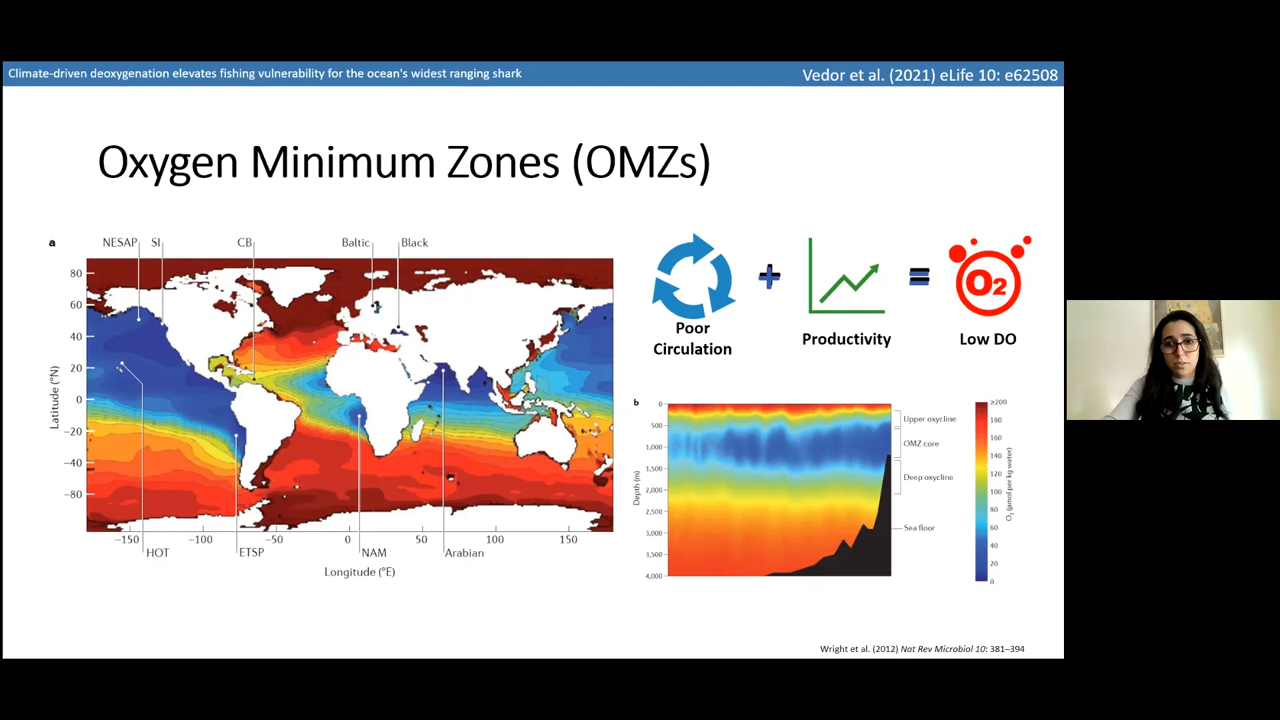 Climate-driven deoxygenation elevates fishing vulnerability for the ocean's widest ranging shark
Vedor et al. (2021) eLife 10: e62508
Oxygen Minimum Zones (OMZs)
a
NESAP SI CB Baltic Black
80
60
40
20
0
−20
−40
−80
Latitude (°N)
−150 −100 −50 0 50 100 150
HOT ETSP NAM Arabian
Longitude (°E)
+ = O2
Poor
Circulation
Productivity
Low DO
b
0
500
1,000
1,500
2,000
2,500
3,000
3,500
4,000
Depth (m)
Upper oxycline
OMZ core
Deep oxycline
Sea floor
≥200
180
160
140
120
100
80
60
40
20
0
O2 (μmol per kg water)
Wright et al. (2012) Nat Rev Microbiol 10: 381–394